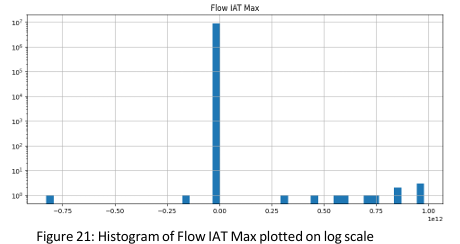 Flow IAT Max
10⁷
10⁶
10⁵
10⁴
10³
10²
10¹
10⁰
−0.75 −0.50 −0.25 0.00 0.25 0.50 0.75 1.00
1e12
Figure 21: Histogram of Flow IAT Max plotted on log scale